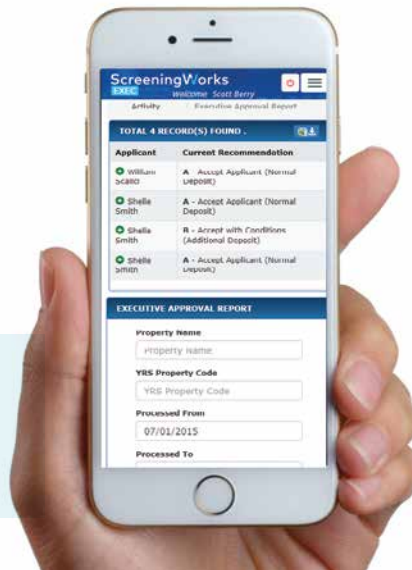 ScreeningWorks
EXEC
Welcome Scott Berry
Activity / Executive Approval Report
TOTAL 4 RECORD(S) FOUND .
Applicant Current Recommendation
William A - Accept Applicant (Normal
Scallci Deposit)
Shelle A - Accept Applicant (Normal
Smith Deposit)
Shelle B - Accept with Conditions
Smith (Additional Deposit)
Shelle A - Accept Applicant (Normal
Smith Deposit)
EXECUTIVE APPROVAL REPORT
Property Name
Property Name
YRS Property Code
YRS Property Code
Processed From
07/01/2015
Processed To